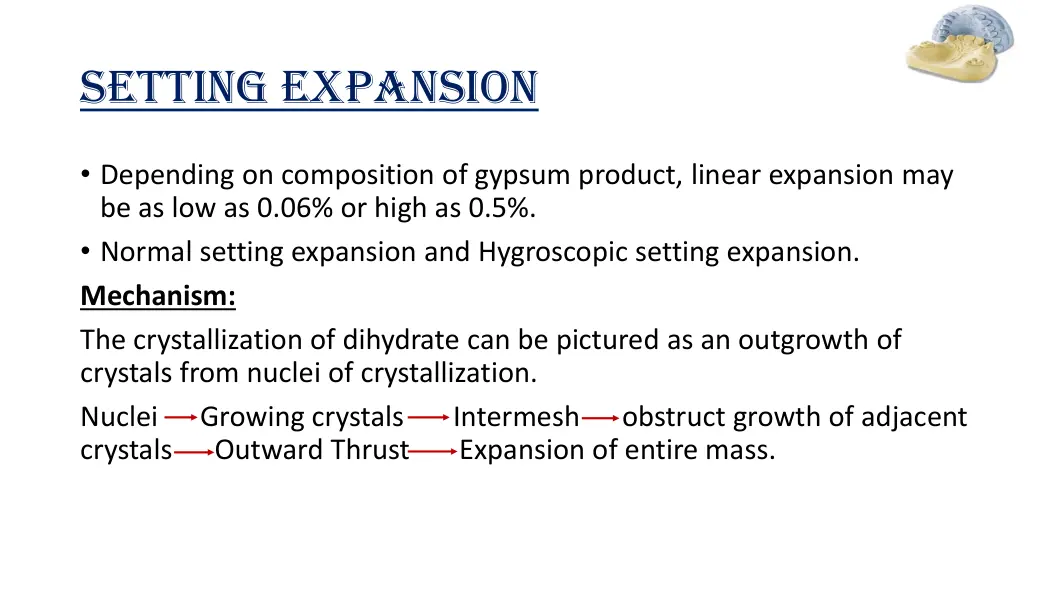 SETTING EXPANSION
• Depending on composition of gypsum product, linear expansion may
be as low as 0.06% or high as 0.5%.
• Normal setting expansion and Hygroscopic setting expansion.
Mechanism:
The crystallization of dihydrate can be pictured as an outgrowth of
crystals from nuclei of crystallization.
Nuclei → Growing crystals → Intermesh → obstruct growth of adjacent
crystals → Outward Thrust → Expansion of entire mass.